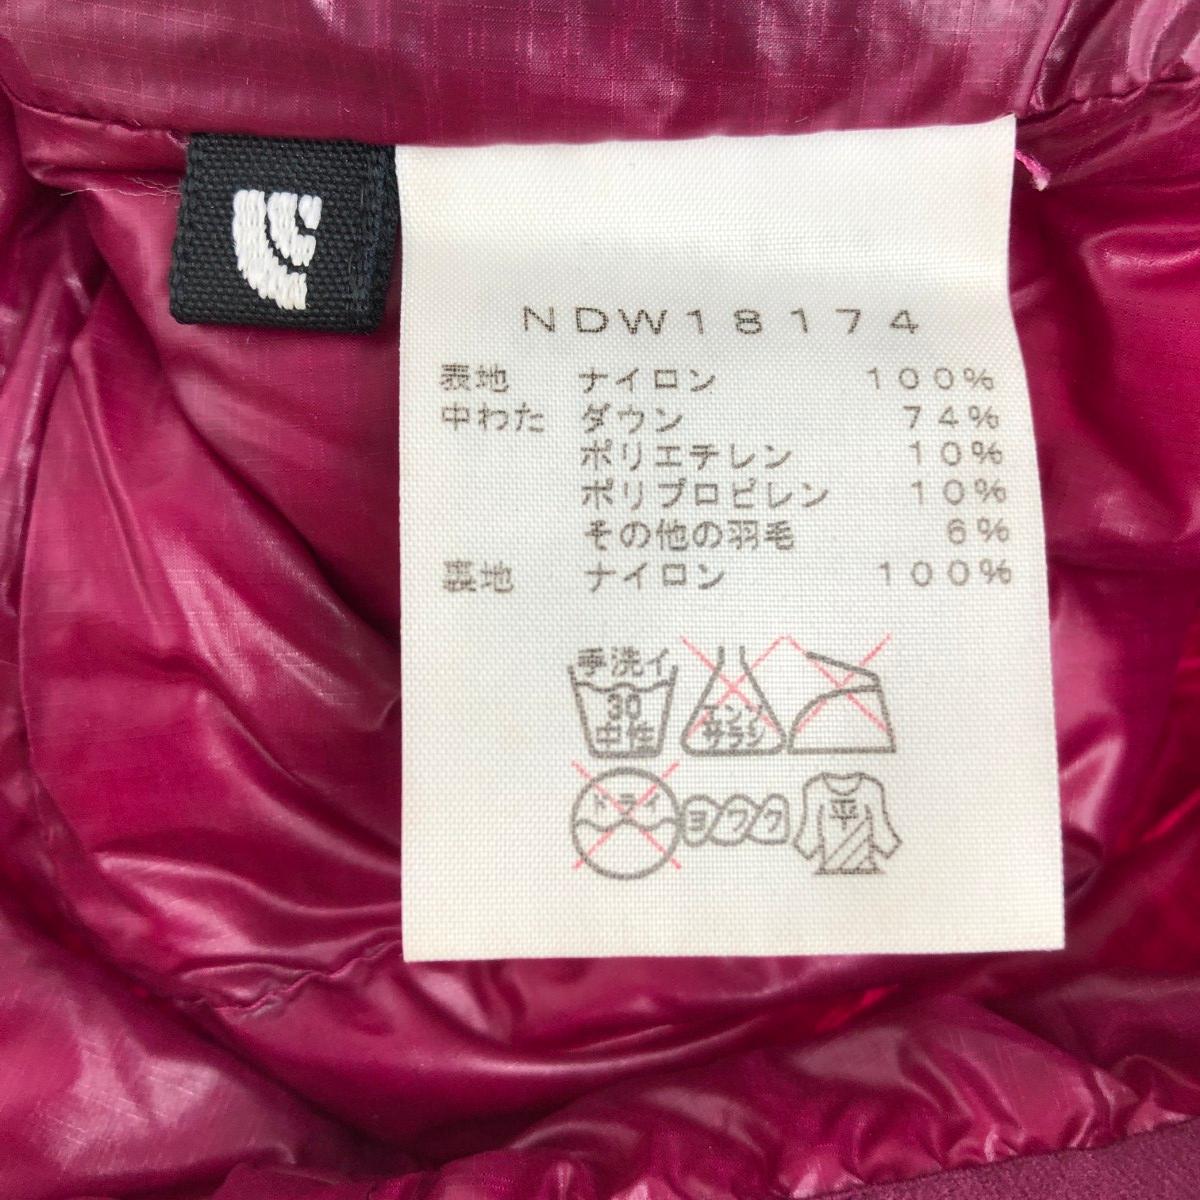 NDW18174
表地 ナイロン 100%
中わた ダウン 74%
ポリエチレン 10%
ポリプロピレン 10%
その他の羽毛 6%
裏地 ナイロン 100%
手洗イ
30
中性
エンソ
サラシ
ドライ
ヨワク
平